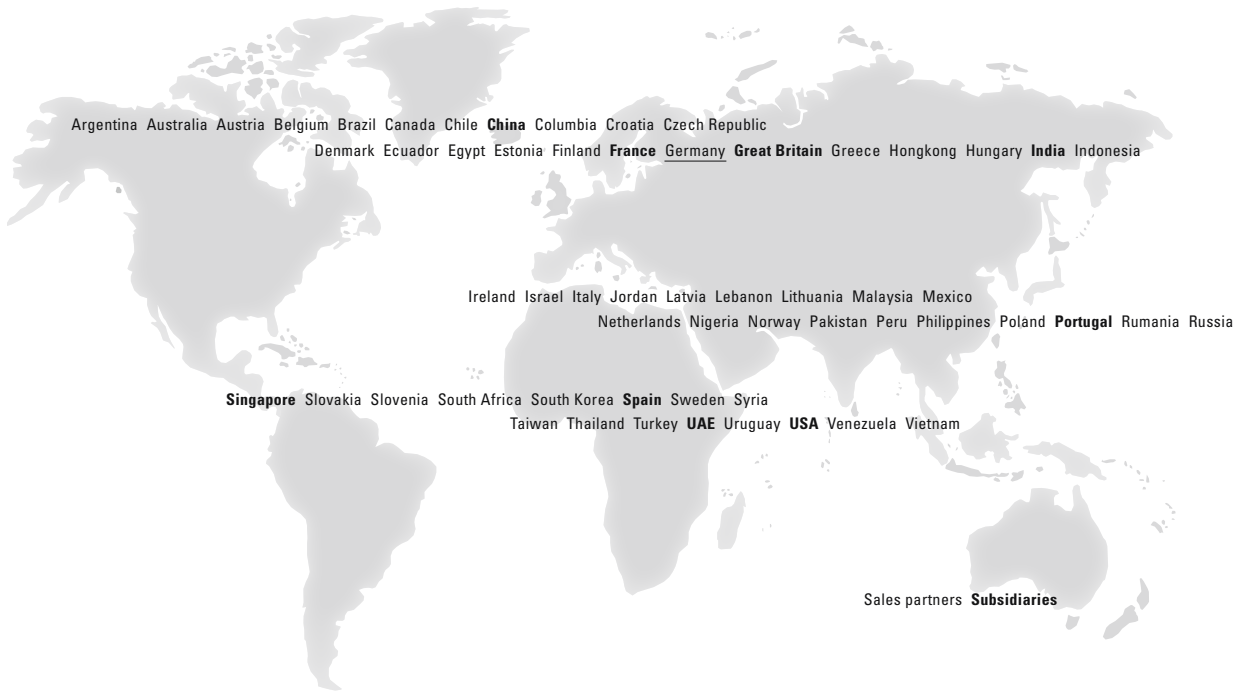 Argentina Australia Austria Belgium Brazil Canada Chile China Columbia Croatia Czech Republic
Denmark Ecuador Egypt Estonia Finland France Germany Great Britain Greece Hongkong Hungary India Indonesia
Ireland Israel Italy Jordan Latvia Lebanon Lithuania Malaysia Mexico
Netherlands Nigeria Norway Pakistan Peru Philippines Poland Portugal Rumania Russia
Singapore Slovakia Slovenia South Africa South Korea Spain Sweden Syria
Taiwan Thailand Turkey UAE Uruguay USA Venezuela Vietnam
Sales partners Subsidiaries